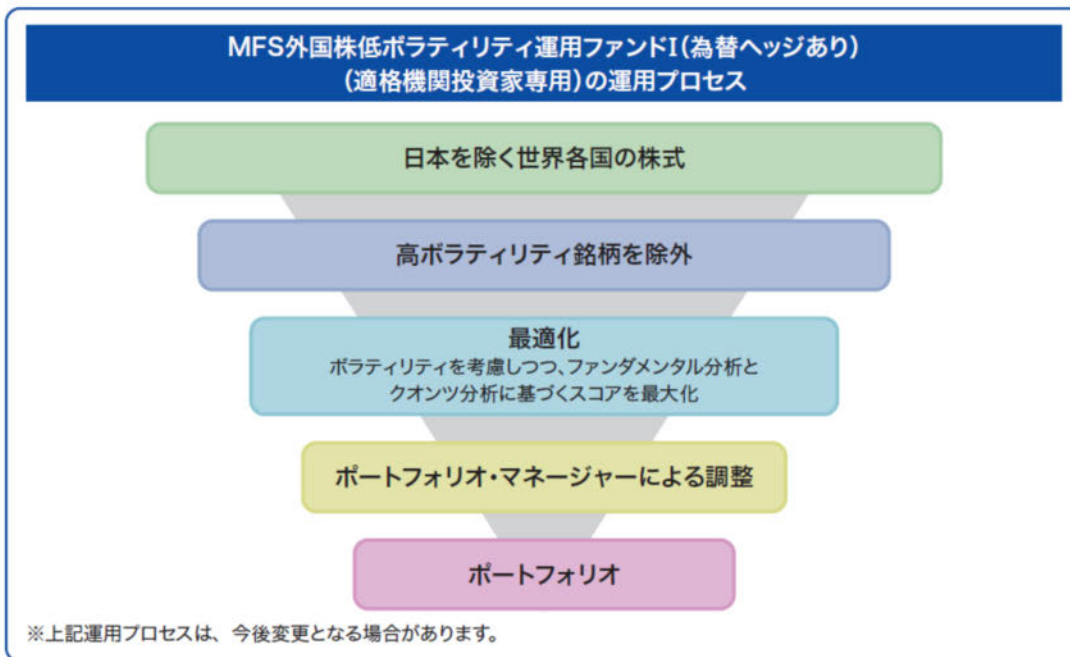 MFS外国株低ボラティリティ運用ファンドI(為替ヘッジあり)
(適格機関投資家専用)の運用プロセス
日本を除く世界各国の株式
高ボラティリティ銘柄を除外
最適化
ボラティリティを考慮しつつ、ファンダメンタル分析と
クオンツ分析に基づくスコアを最大化
ポートフォリオ・マネージャーによる調整
ポートフォリオ
※上記運用プロセスは、今後変更となる場合があります。